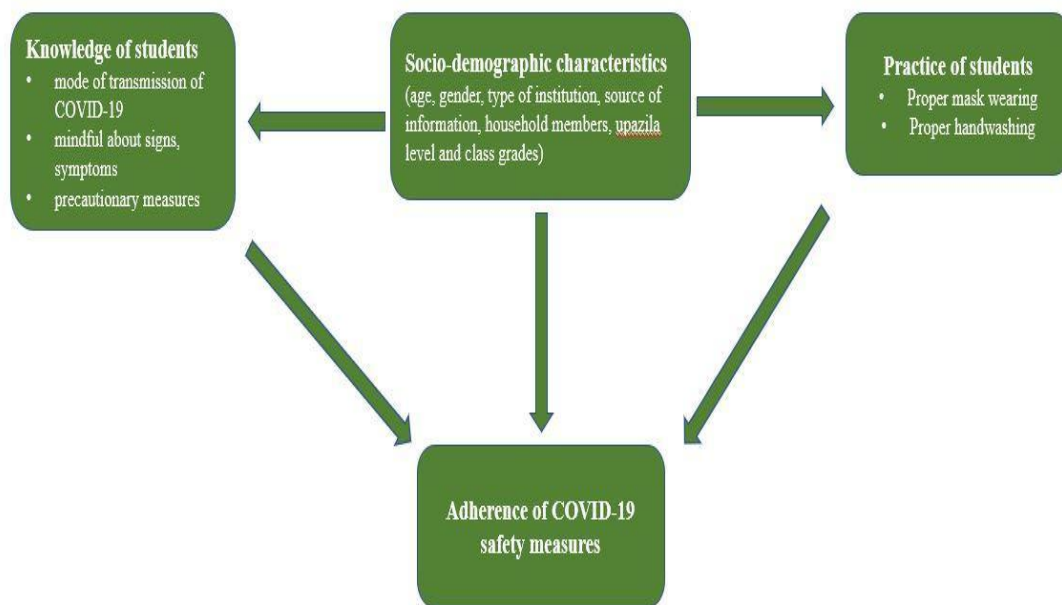 Knowledge of students
• mode of transmission of
COVID-19
• mindful about signs,
symptoms
• precautionary measures
Socio-demographic characteristics
(age, gender, type of institution, source of
information, household members, upazila
level and class grades)
Practice of students
• Proper mask wearing
• Proper handwashing
Adherence of COVID-19
safety measures